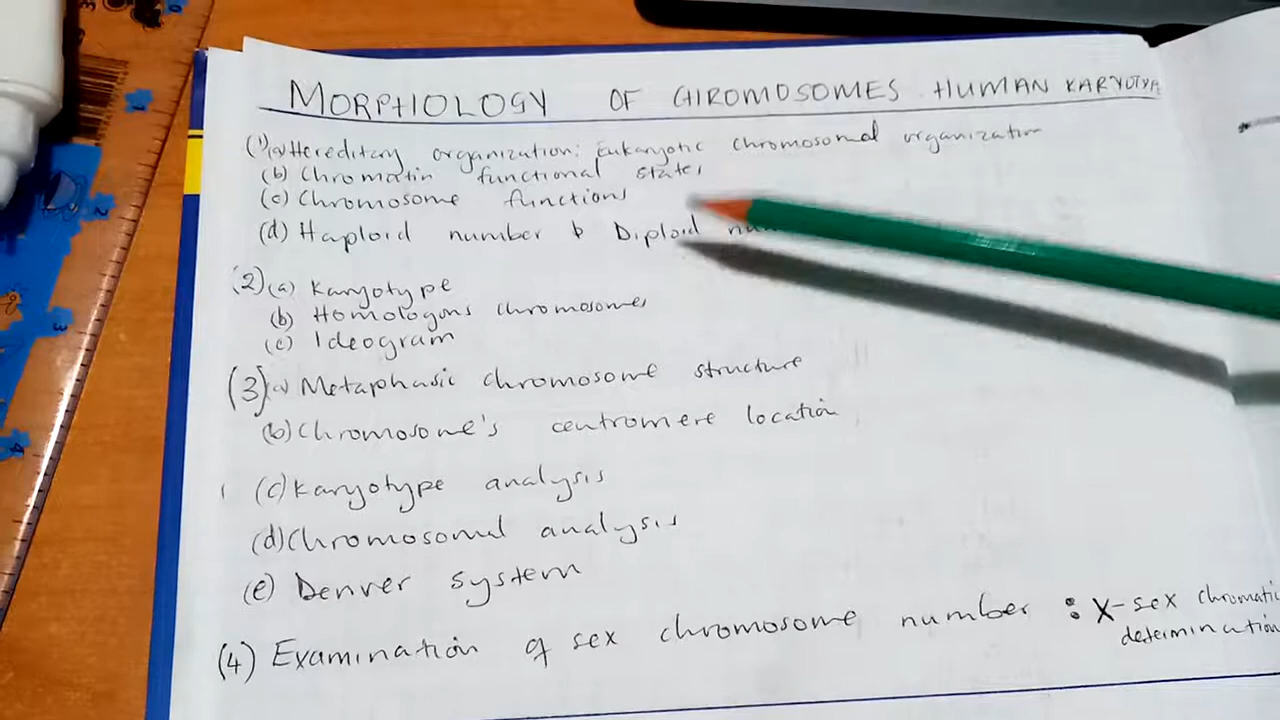 MORPHOLOGY OF CHROMOSOMES HUMAN KARYOTYP
(1)(a) Hereditary organization: Eukaryotic chromosomal organization
(b) Chromatin functional states
(c) Chromosome functions
(d) Haploid number & Diploid
(2)(a) Karyotype
(b) Homologous chromosomes
(c) Ideogram
(3)(a) Metaphasic chromosome structure
(b) Chromosome's centromere location
(c) Karyotype analysis
(d) Chromosomal analysis
(e) Denver system
(4) Examination of sex chromosome number : X-sex chromatin
determination